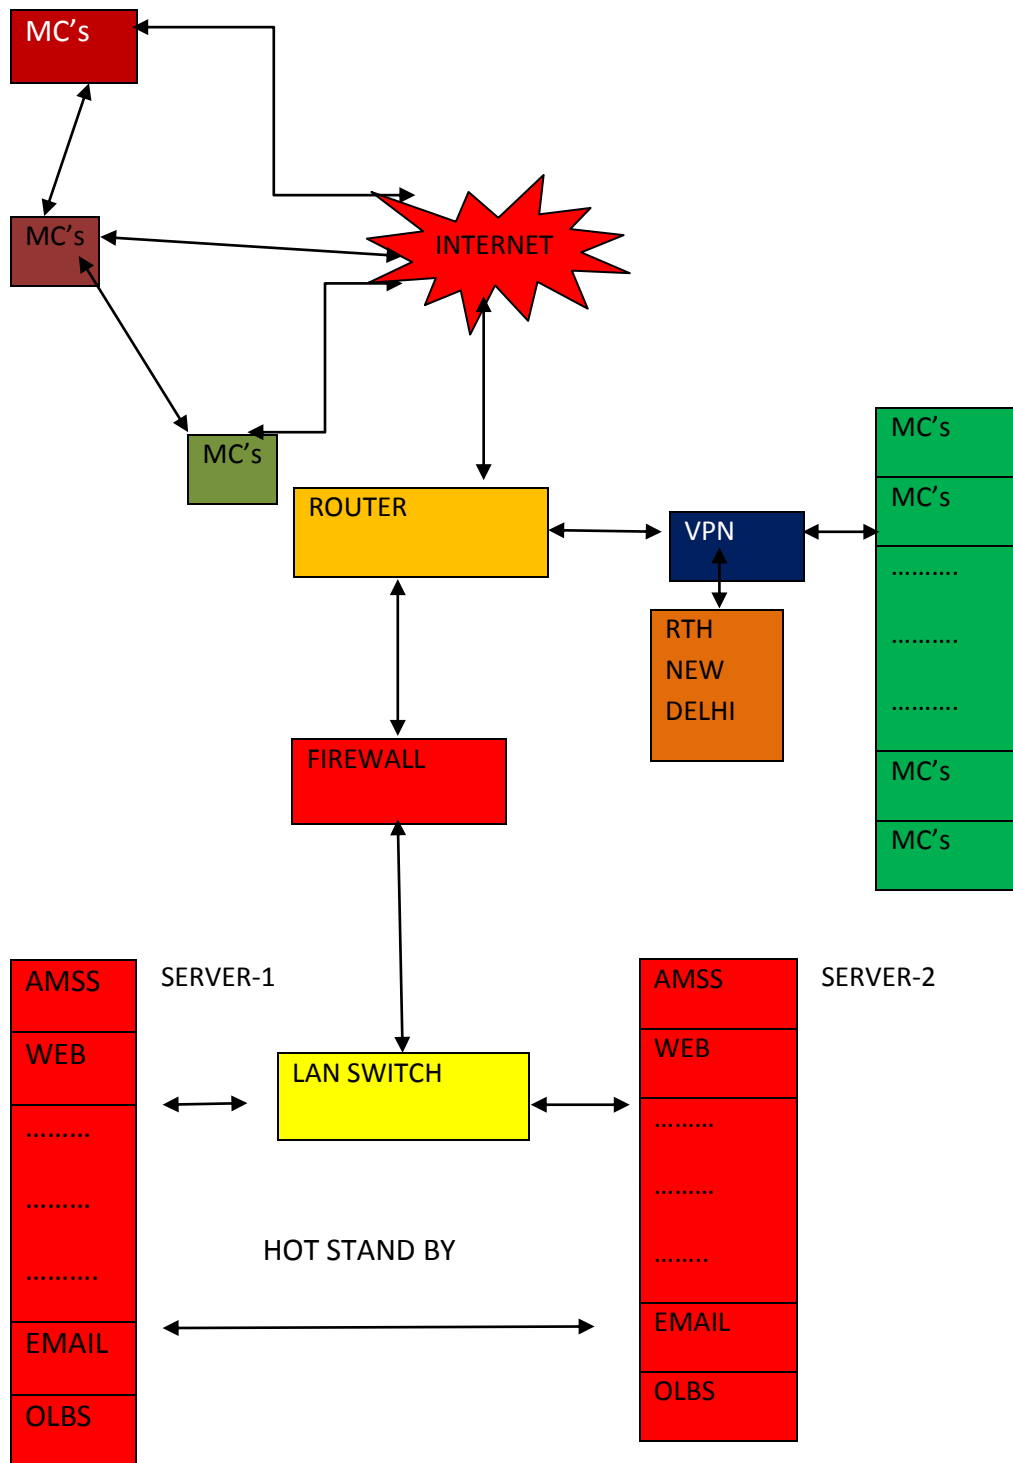 MC’s
MC’s
INTERNET
MC’s
MC’s
ROUTER
MC’s
VPN
……….
RTH
NEW
DELHI
……….
……….
FIREWALL
MC’s
MC’s
AMSS
SERVER-1
AMSS
SERVER-2
WEB
LAN SWITCH
WEB
………
………
………
………
HOT STAND BY
……….
……..
EMAIL
EMAIL
OLBS
OLBS